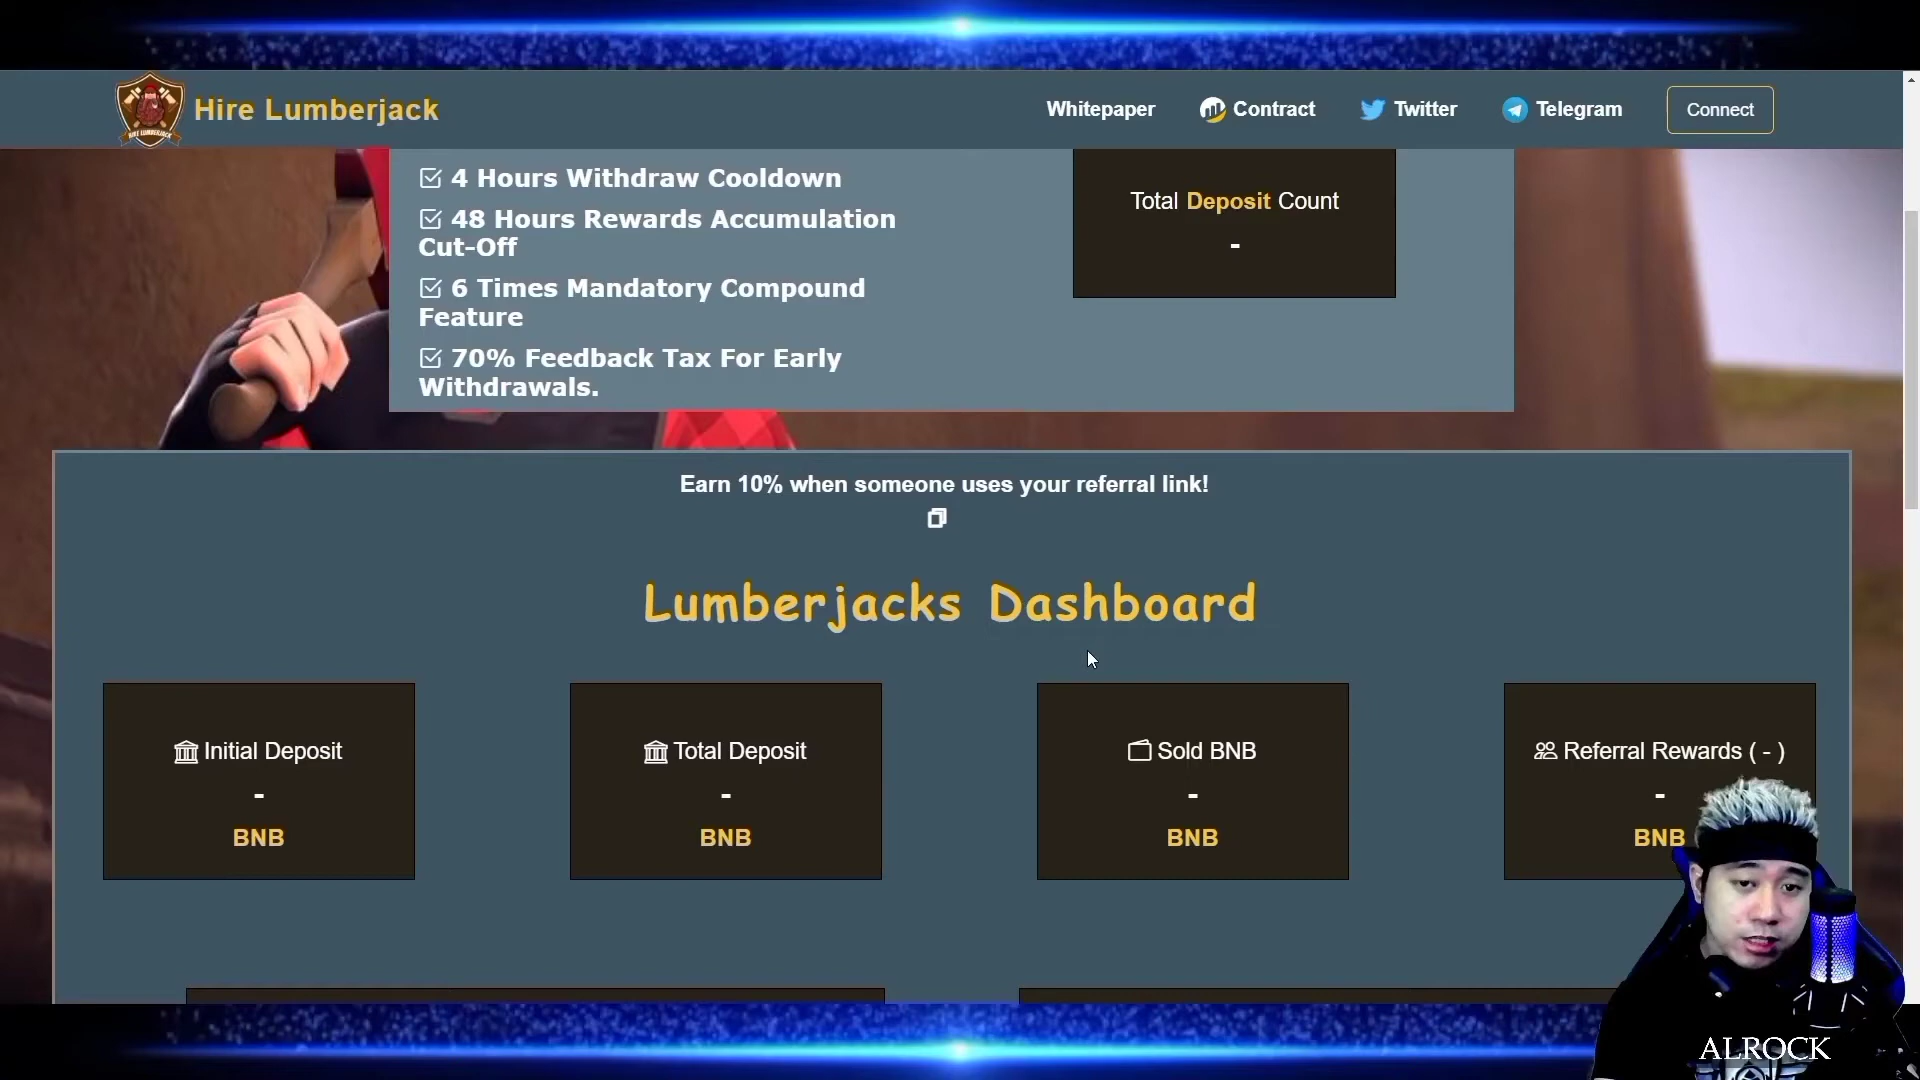 Hire Lumberjack
Whitepaper
Contract
Twitter
Telegram
Connect
4 Hours Withdraw Cooldown
48 Hours Rewards Accumulation
Cut-Off
6 Times Mandatory Compound
Feature
70% Feedback Tax For Early
Withdrawals.
Total Deposit Count
-
Earn 10% when someone uses your referral link!
Lumberjacks Dashboard
Initial Deposit
-
BNB
Total Deposit
-
BNB
Sold BNB
-
BNB
Referral Rewards ( - )
-
BNB
ALROCK